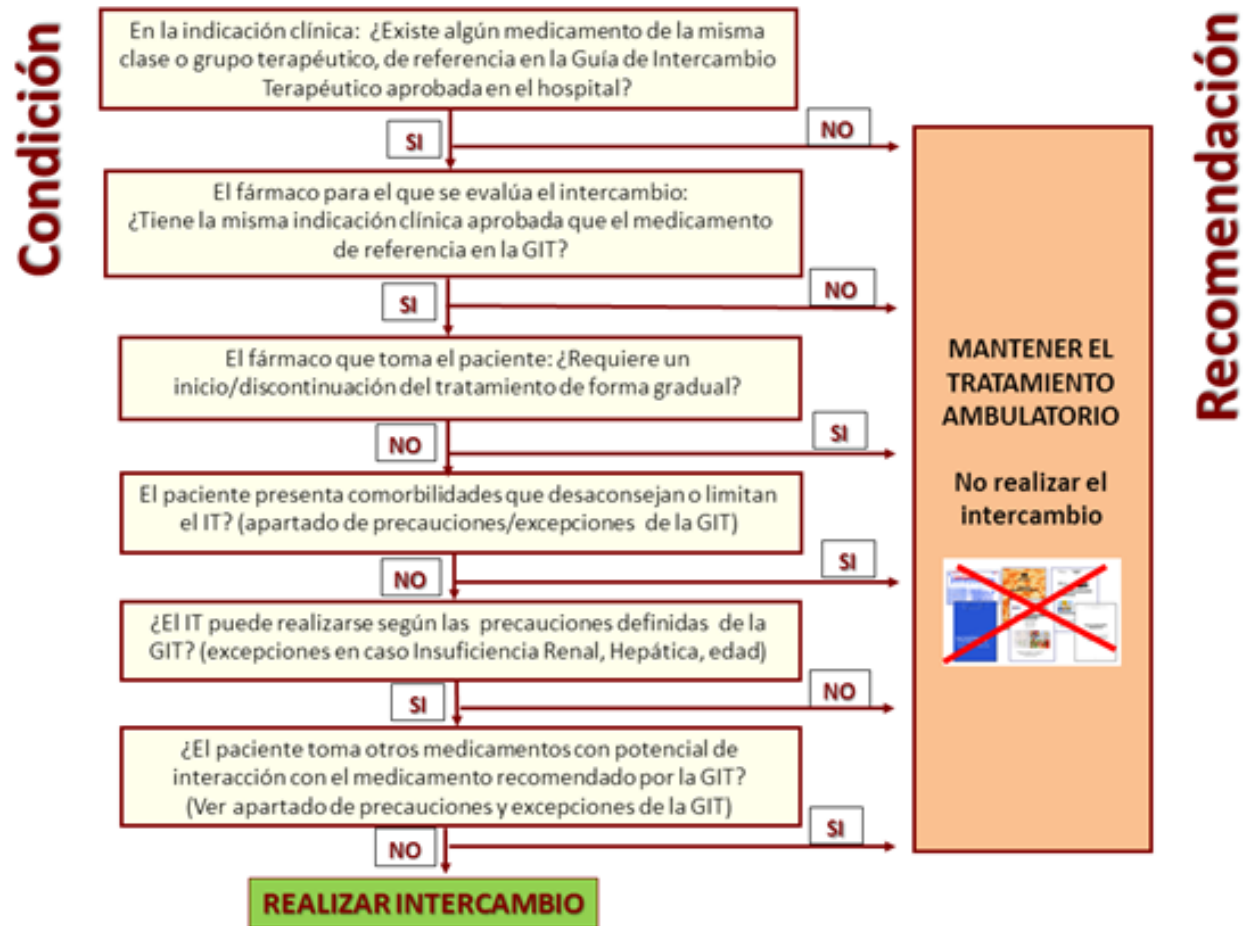 Condición
Recomendación
En la indicación clínica: ¿Existe algún medicamento de la misma
clase o grupo terapéutico, de referencia en la Guía de Intercambio
Terapéutico aprobada en el hospital?
SI
NO
El fármaco para el que se evalúa el intercambio:
¿Tiene la misma indicación clínica aprobada que el medicamento
de referencia en la GIT?
SI
NO
El fármaco que toma el paciente: ¿Requiere un
inicio/discontinuación del tratamiento de forma gradual?
NO
SI
El paciente presenta comorbilidades que desaconsejan o limitan
el IT? (apartado de precauciones/excepciones de la GIT)
NO
SI
¿El IT puede realizarse según las precauciones definidas de la
GIT? (excepciones en caso Insuficiencia Renal, Hepática, edad)
SI
NO
¿El paciente toma otros medicamentos con potencial de
interacción con el medicamento recomendado por la GIT?
(Ver apartado de precauciones y excepciones de la GIT)
NO
SI
REALIZAR INTERCAMBIO
MANTENER EL
TRATAMIENTO
AMBULATORIO
No realizar el
intercambio